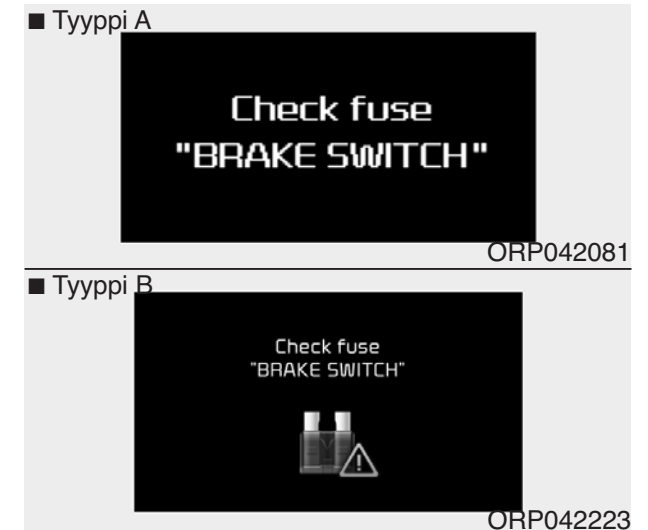 ■ Tyyppi A
Check fuse
"BRAKE SWITCH"
ORP042081
■ Tyyppi B
Check fuse
"BRAKE SWITCH"
ORP042223